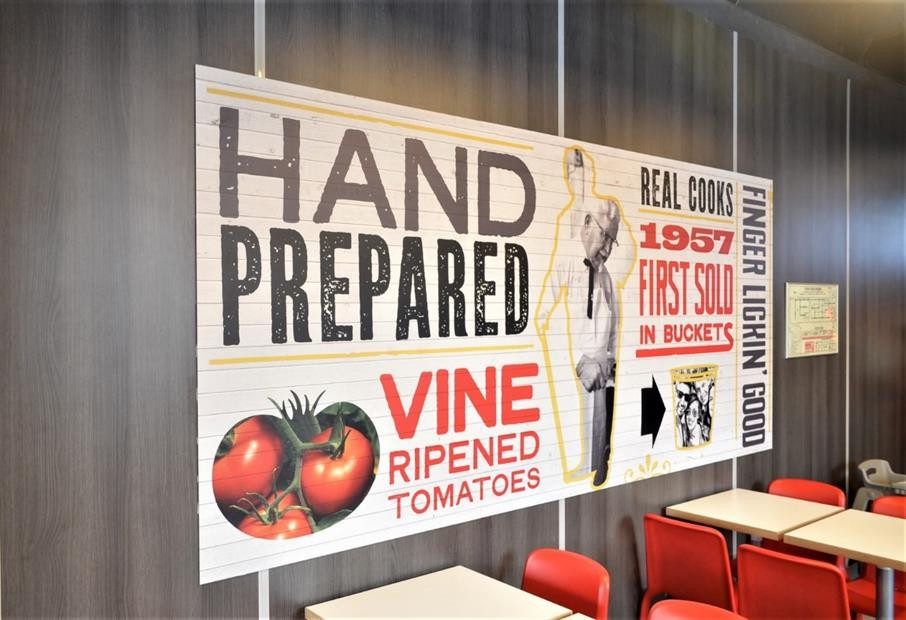 HAND
PREPARED
VINE
RIPENED
TOMATOES
REAL COOKS
1957
FIRST SOLD
IN BUCKETS
FINGER LICKIN' GOOD